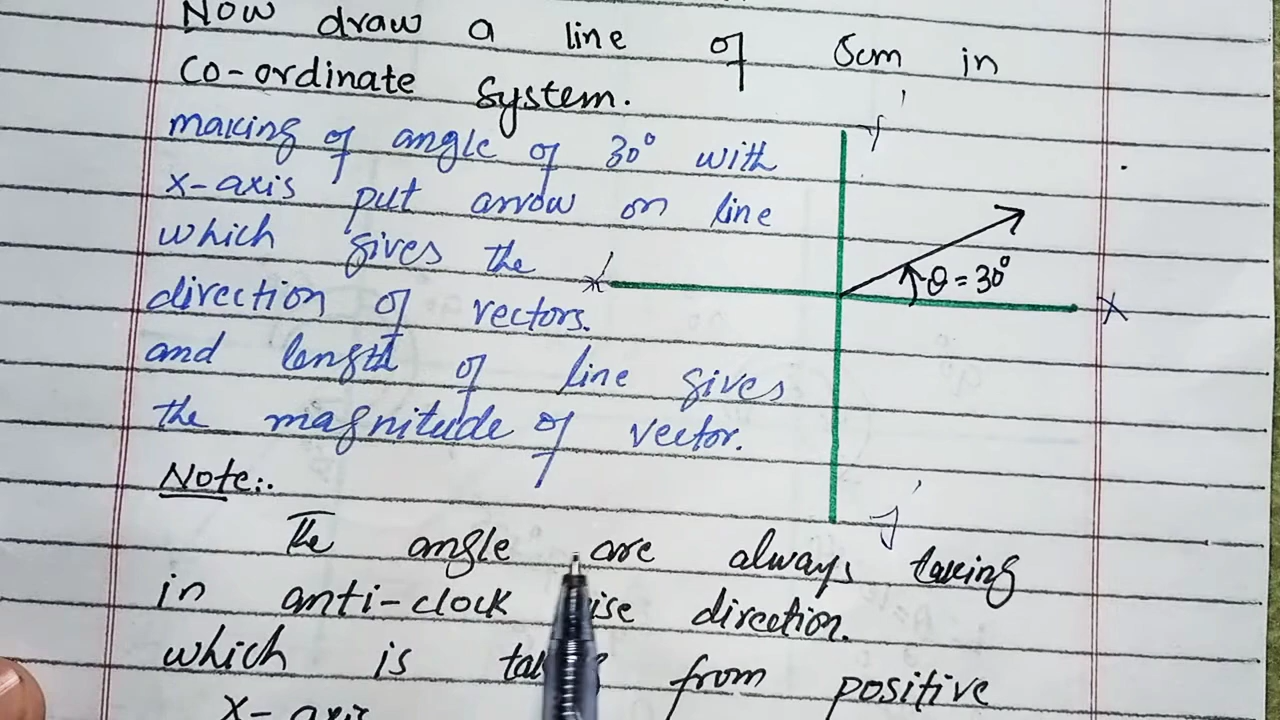 Now draw a line of 5cm in
Co-ordinate System.
making of angle of 30° with
x-axis put arrow on line
which gives the
direction of vectors.
and length of line gives
the magnitude of vector.
Y
X'
θ = 30°
X
y'
Note:-
The angle are always taking
in anti-clock wise direction.
which is from positive
X-axis